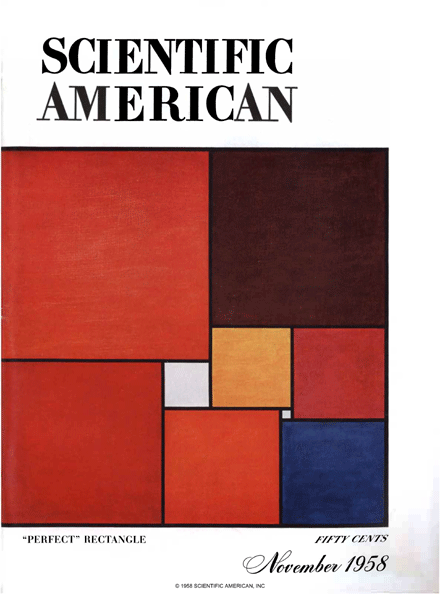 SCIENTIFIC
AMERICAN
"PERFECT" RECTANGLE
FIFTY CENTS
November 1958
© 1958 SCIENTIFIC AMERICAN, INC